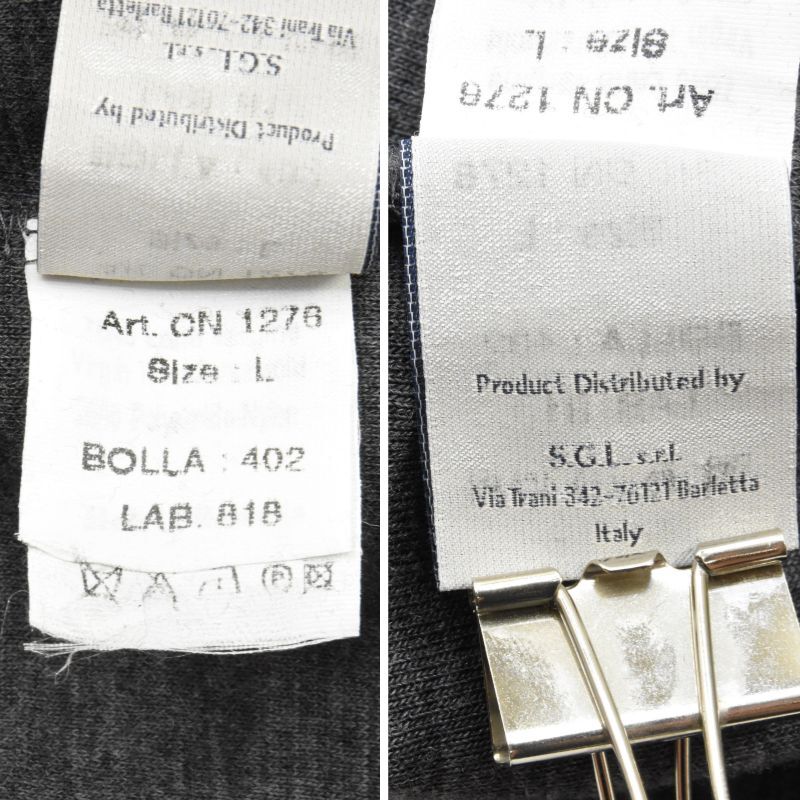 Via Trani 342-76121 Barletta
S.G.L. s.r.l.
Product Distributed by
Art. CN 1276
Size : L
BOLLA : 402
LAB. 818
Size : L
Art. CN 1276
Product Distributed by
S.G.L. s.r.l.
Via Trani 342-76121 Barletta
Italy